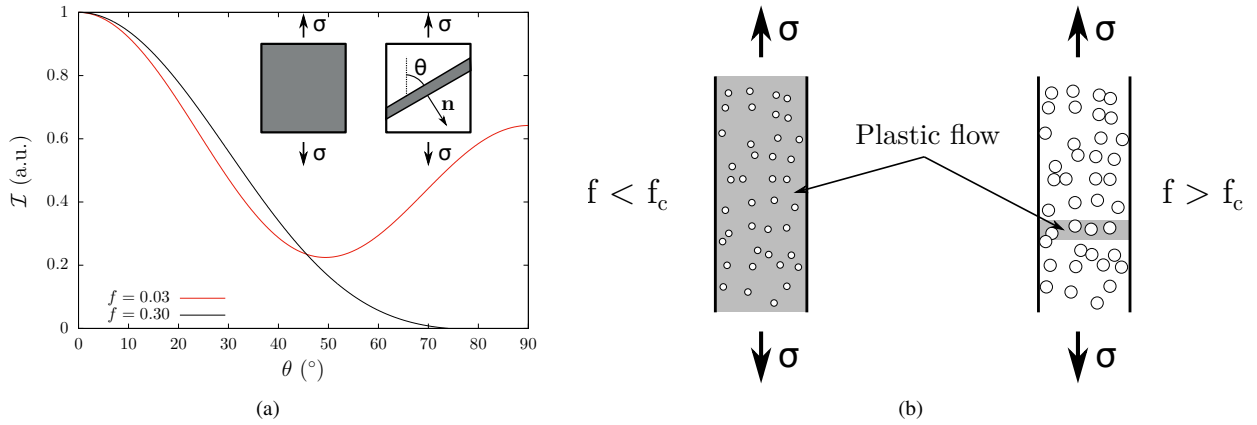 1
0.8
0.6
0.4
0.2
0
I (a.u.)
0 10 20 30 40 50 60 70 80 90
θ (°)
f = 0.03
f = 0.30
σ
σ
σ
θ
n
σ
(a)
σ
σ
Plastic flow
f < f_c
f > f_c
σ
σ
(b)